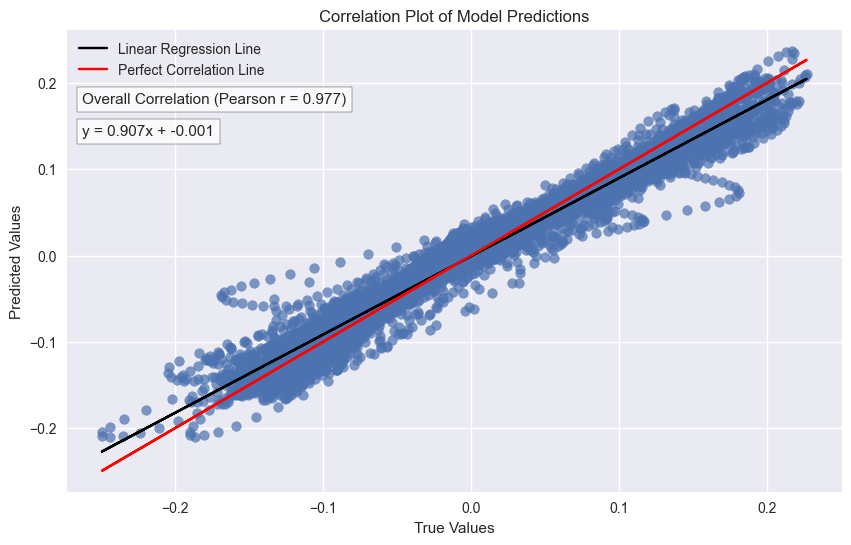 Correlation Plot of Model Predictions
Linear Regression Line
Perfect Correlation Line
Overall Correlation (Pearson r = 0.977)
y = 0.907x + -0.001
Predicted Values
0.2
0.1
0.0
−0.1
−0.2
−0.2 −0.1 0.0 0.1 0.2
True Values